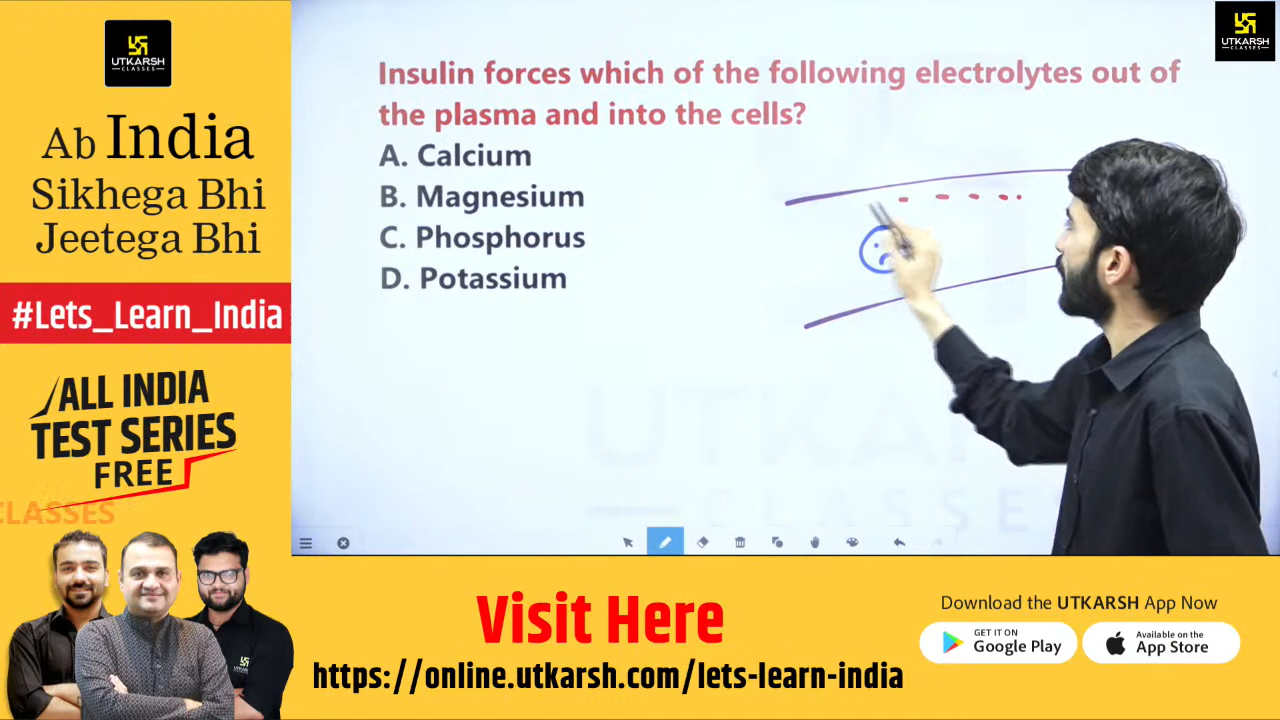 UTKARSH
CLASSES
Ab India
Sikhega Bhi
Jeetega Bhi
#Lets_Learn_India
ALL INDIA
TEST SERIES
FREE
CLASSES
UTKARSH
CLASSES
Insulin forces which of the following electrolytes out of
the plasma and into the cells?
A. Calcium
B. Magnesium
C. Phosphorus
D. Potassium
UTKARSH
CLASSES
Visit Here
https://online.utkarsh.com/lets-learn-india
Download the UTKARSH App Now
GET IT ON
Google Play
Available on the
App Store